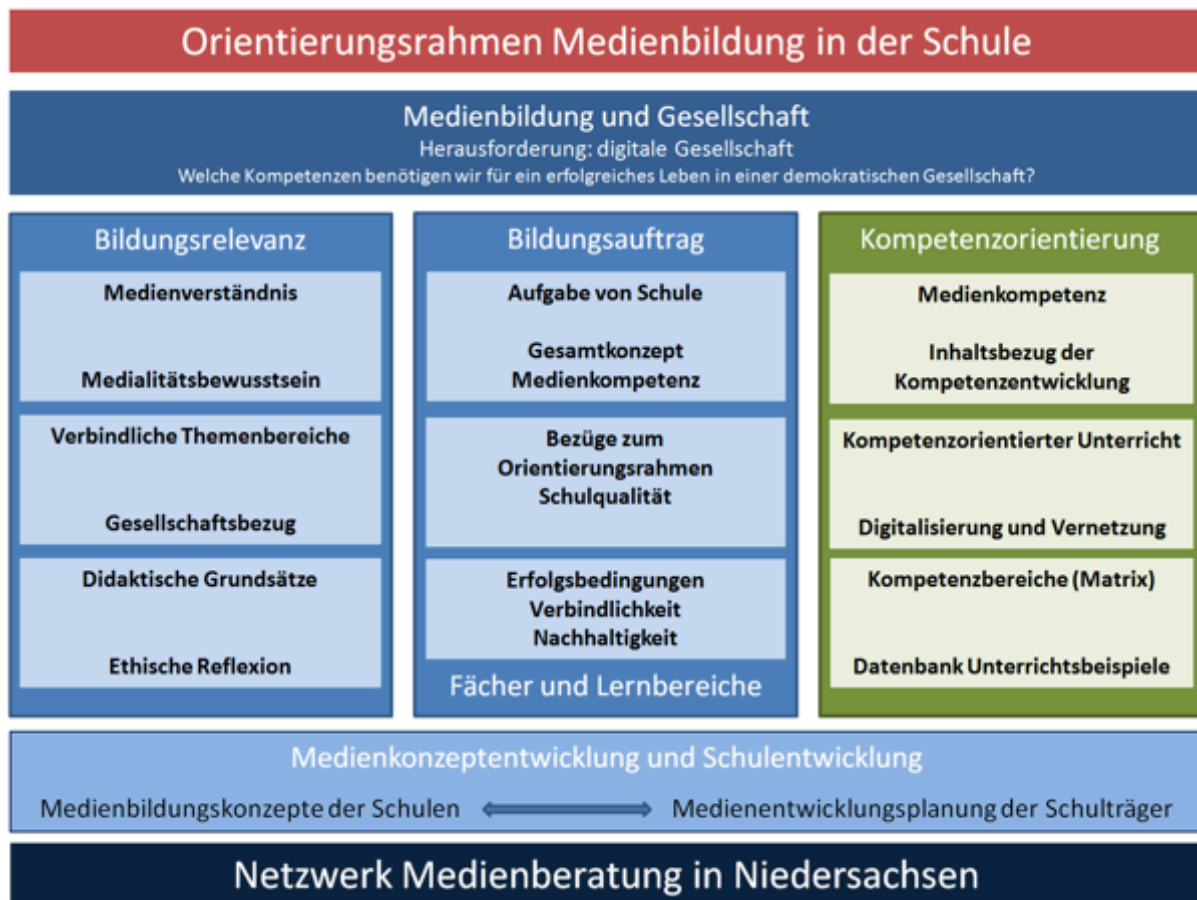 Orientierungsrahmen Medienbildung in der Schule
Medienbildung und Gesellschaft
Herausforderung: digitale Gesellschaft
Welche Kompetenzen benötigen wir für ein erfolgreiches Leben in einer demokratischen Gesellschaft?
Bildungsrelevanz
Medienverständnis
Medialitätsbewusstsein
Verbindliche Themenbereiche
Gesellschaftsbezug
Didaktische Grundsätze
Ethische Reflexion
Bildungsauftrag
Aufgabe von Schule
Gesamtkonzept
Medienkompetenz
Bezüge zum
Orientierungsrahmen
Schulqualität
Erfolgsbedingungen
Verbindlichkeit
Nachhaltigkeit
Fächer und Lernbereiche
Kompetenzorientierung
Medienkompetenz
Inhaltsbezug der
Kompetenzentwicklung
Kompetenzorientierter Unterricht
Digitalisierung und Vernetzung
Kompetenzbereiche (Matrix)
Datenbank Unterrichtsbeispiele
Medienkonzeptentwicklung und Schulentwicklung
Medienbildungskonzepte der Schulen
Medienentwicklungsplanung der Schulträger
Netzwerk Medienberatung in Niedersachsen